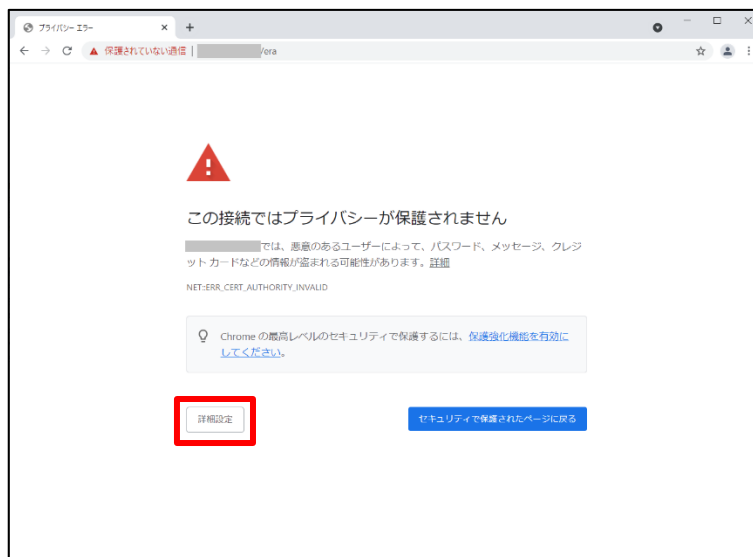 プライバシー エラー
保護されていない通信 | /era
この接続ではプライバシーが保護されません
では、悪意のあるユーザーによって、パスワード、メッセージ、クレジ
ット カードなどの情報が盗まれる可能性があります。詳細
NET::ERR_CERT_AUTHORITY_INVALID
Chrome の最高レベルのセキュリティで保護するには、保護強化機能を有効に
してください。
詳細設定
セキュリティで保護されたページに戻る